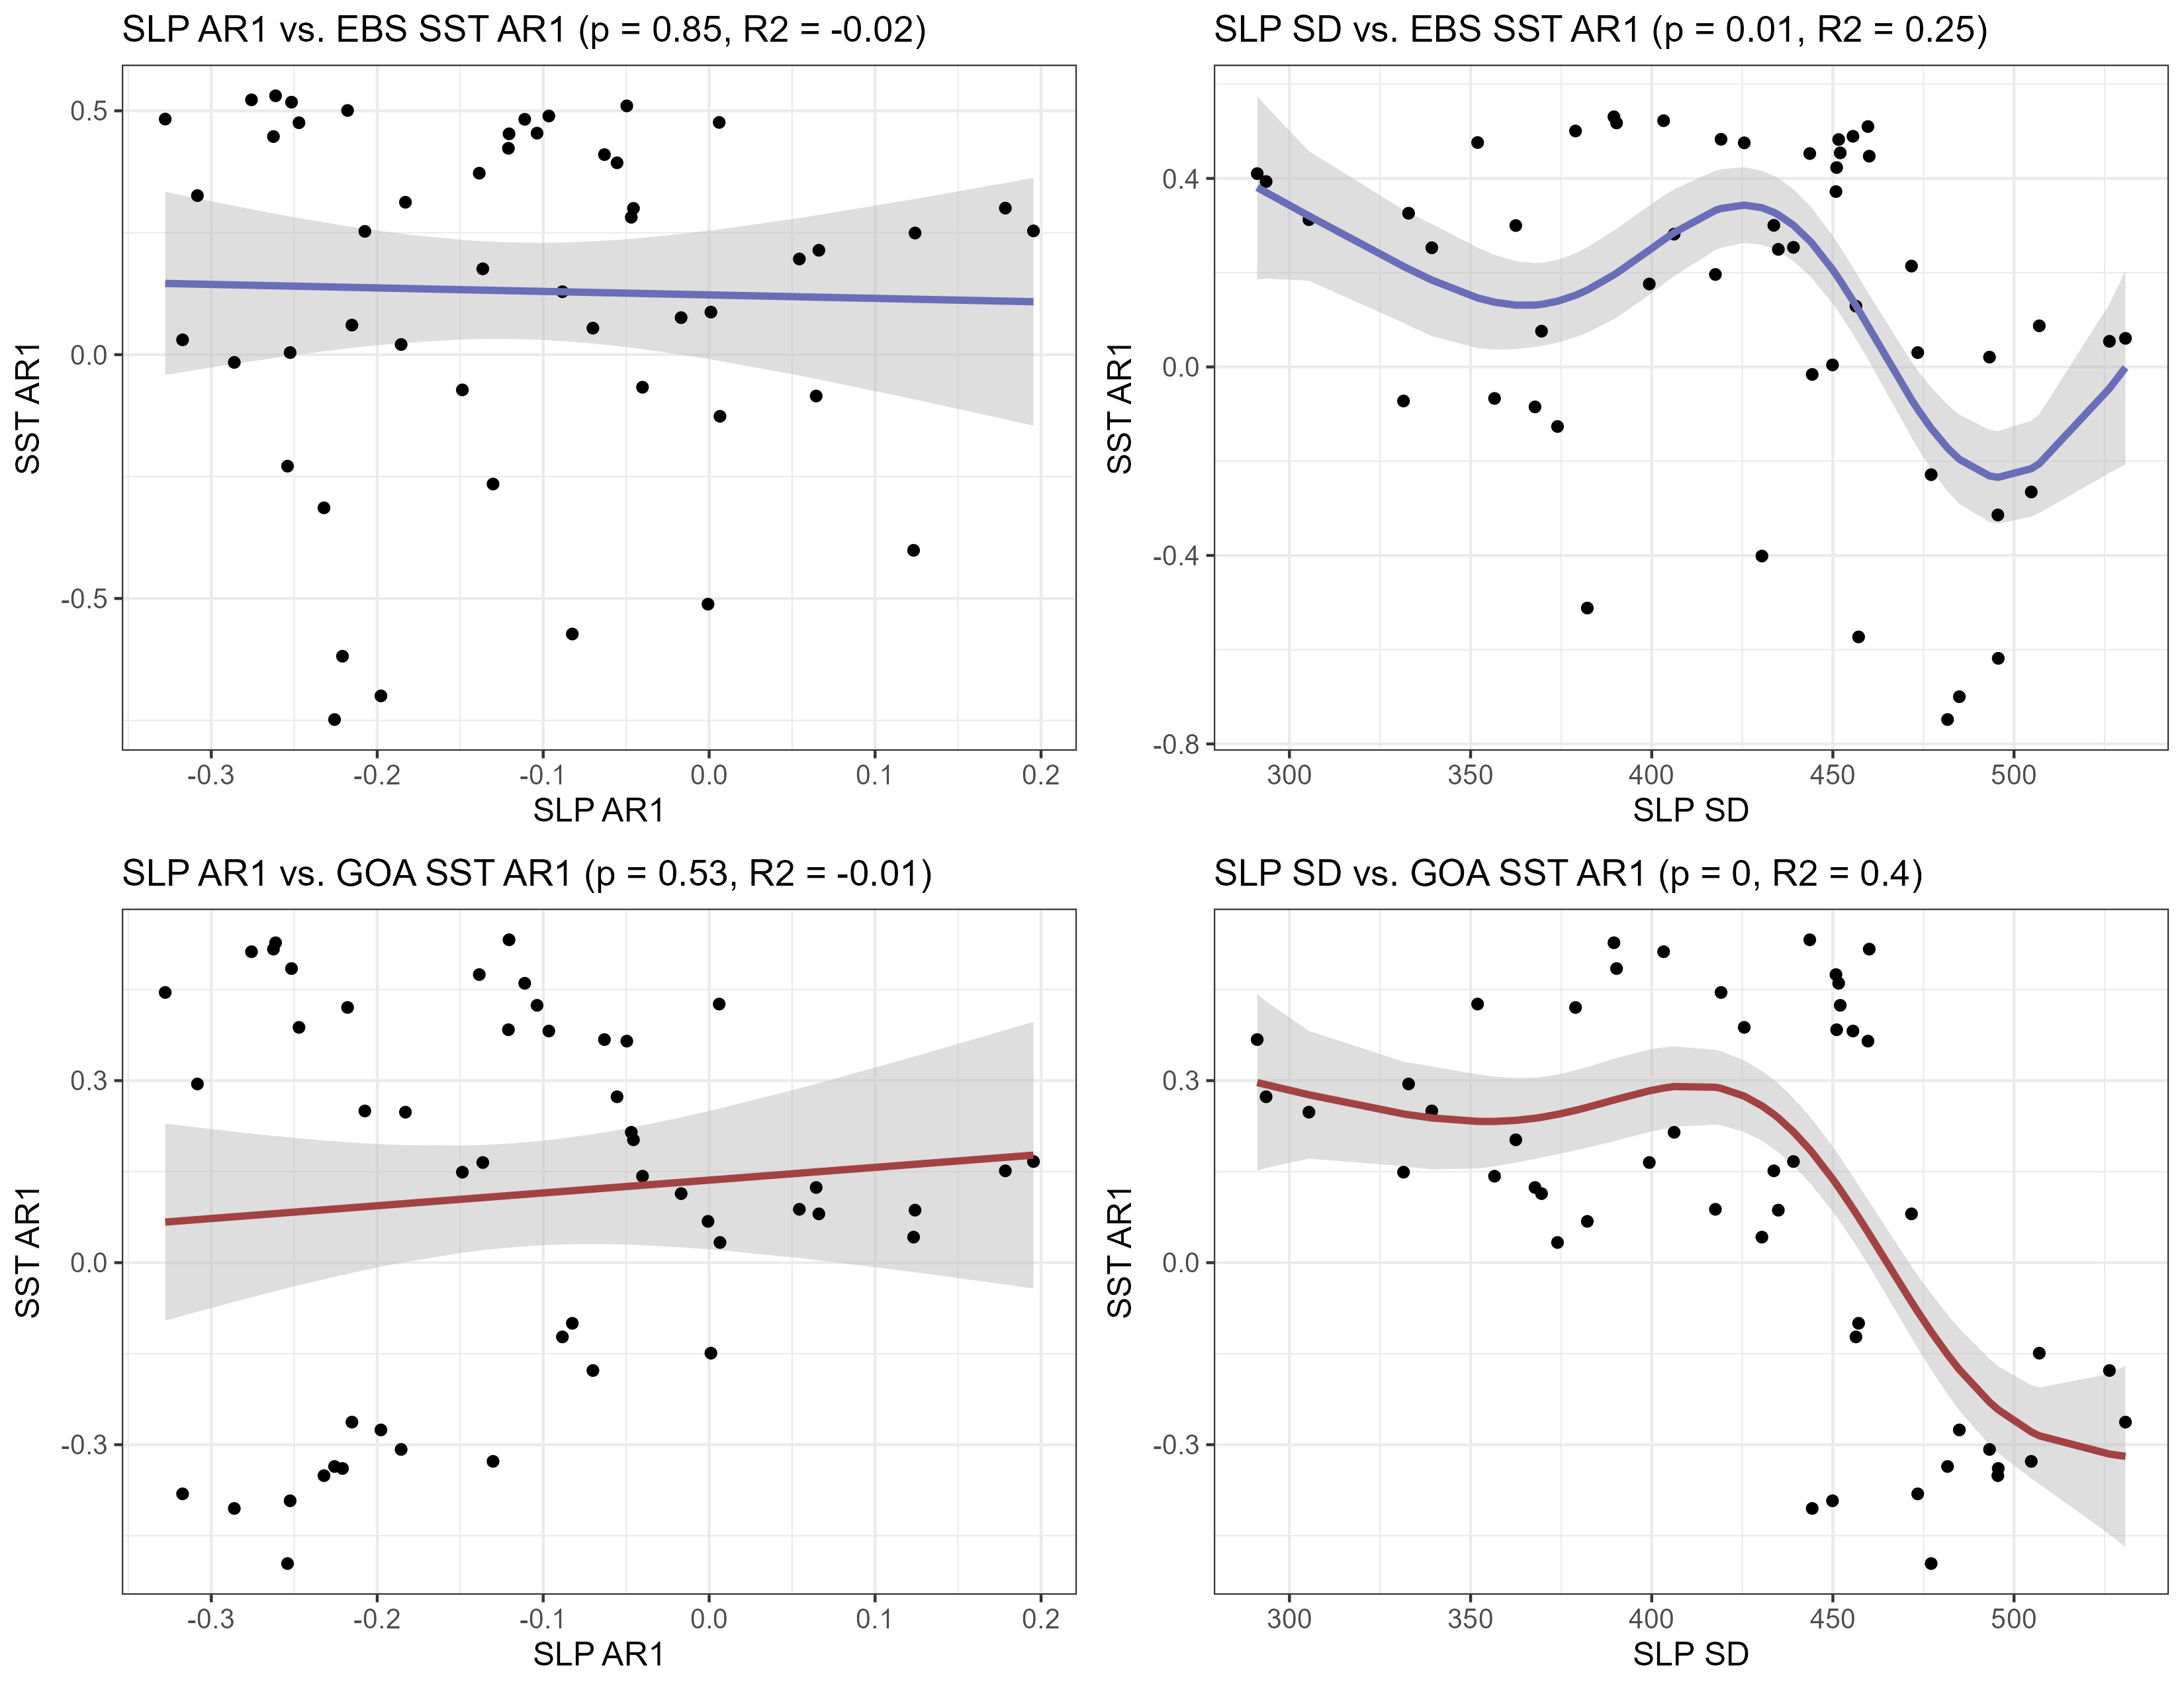 SLP AR1 vs. EBS SST AR1 (p = 0.85, R2 = -0.02)
SST AR1
0.5
0.0
-0.5
-0.3 -0.2 -0.1 0.0 0.1 0.2
SLP AR1
SLP SD vs. EBS SST AR1 (p = 0.01, R2 = 0.25)
SST AR1
0.4
0.0
-0.4
-0.8
300 350 400 450 500
SLP SD
SLP AR1 vs. GOA SST AR1 (p = 0.53, R2 = -0.01)
SST AR1
0.3
0.0
-0.3
-0.3 -0.2 -0.1 0.0 0.1 0.2
SLP AR1
SLP SD vs. GOA SST AR1 (p = 0, R2 = 0.4)
SST AR1
0.3
0.0
-0.3
300 350 400 450 500
SLP SD